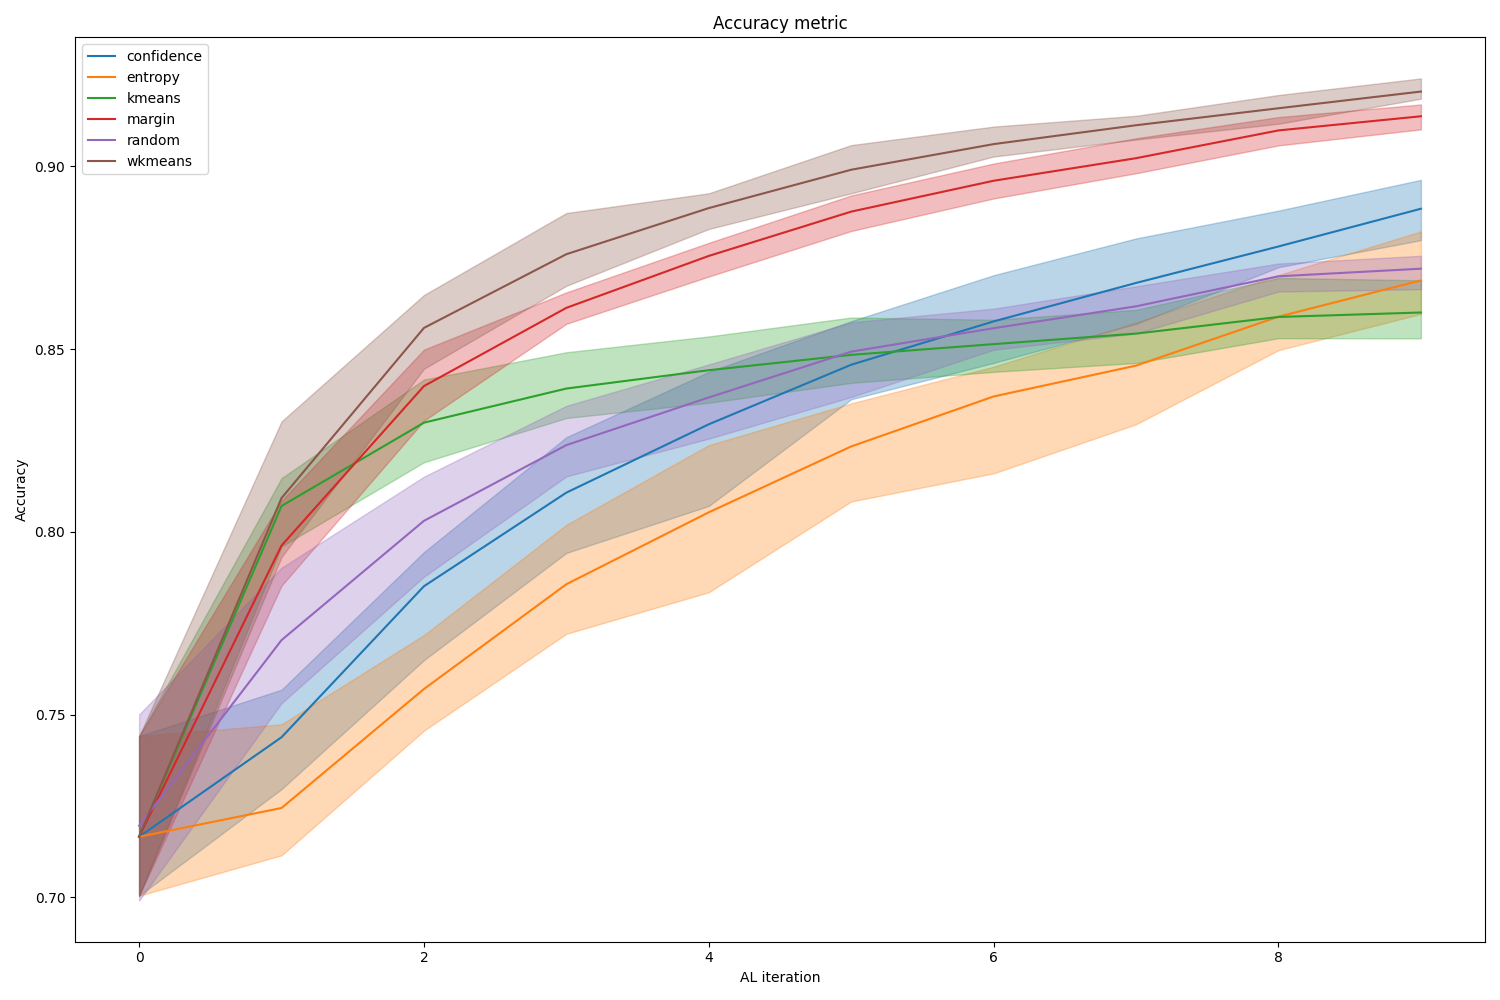 Accuracy metric
confidence
entropy
kmeans
margin
random
wkmeans
Accuracy
0.90
0.85
0.80
0.75
0.70
0
2
4
6
8
AL iteration